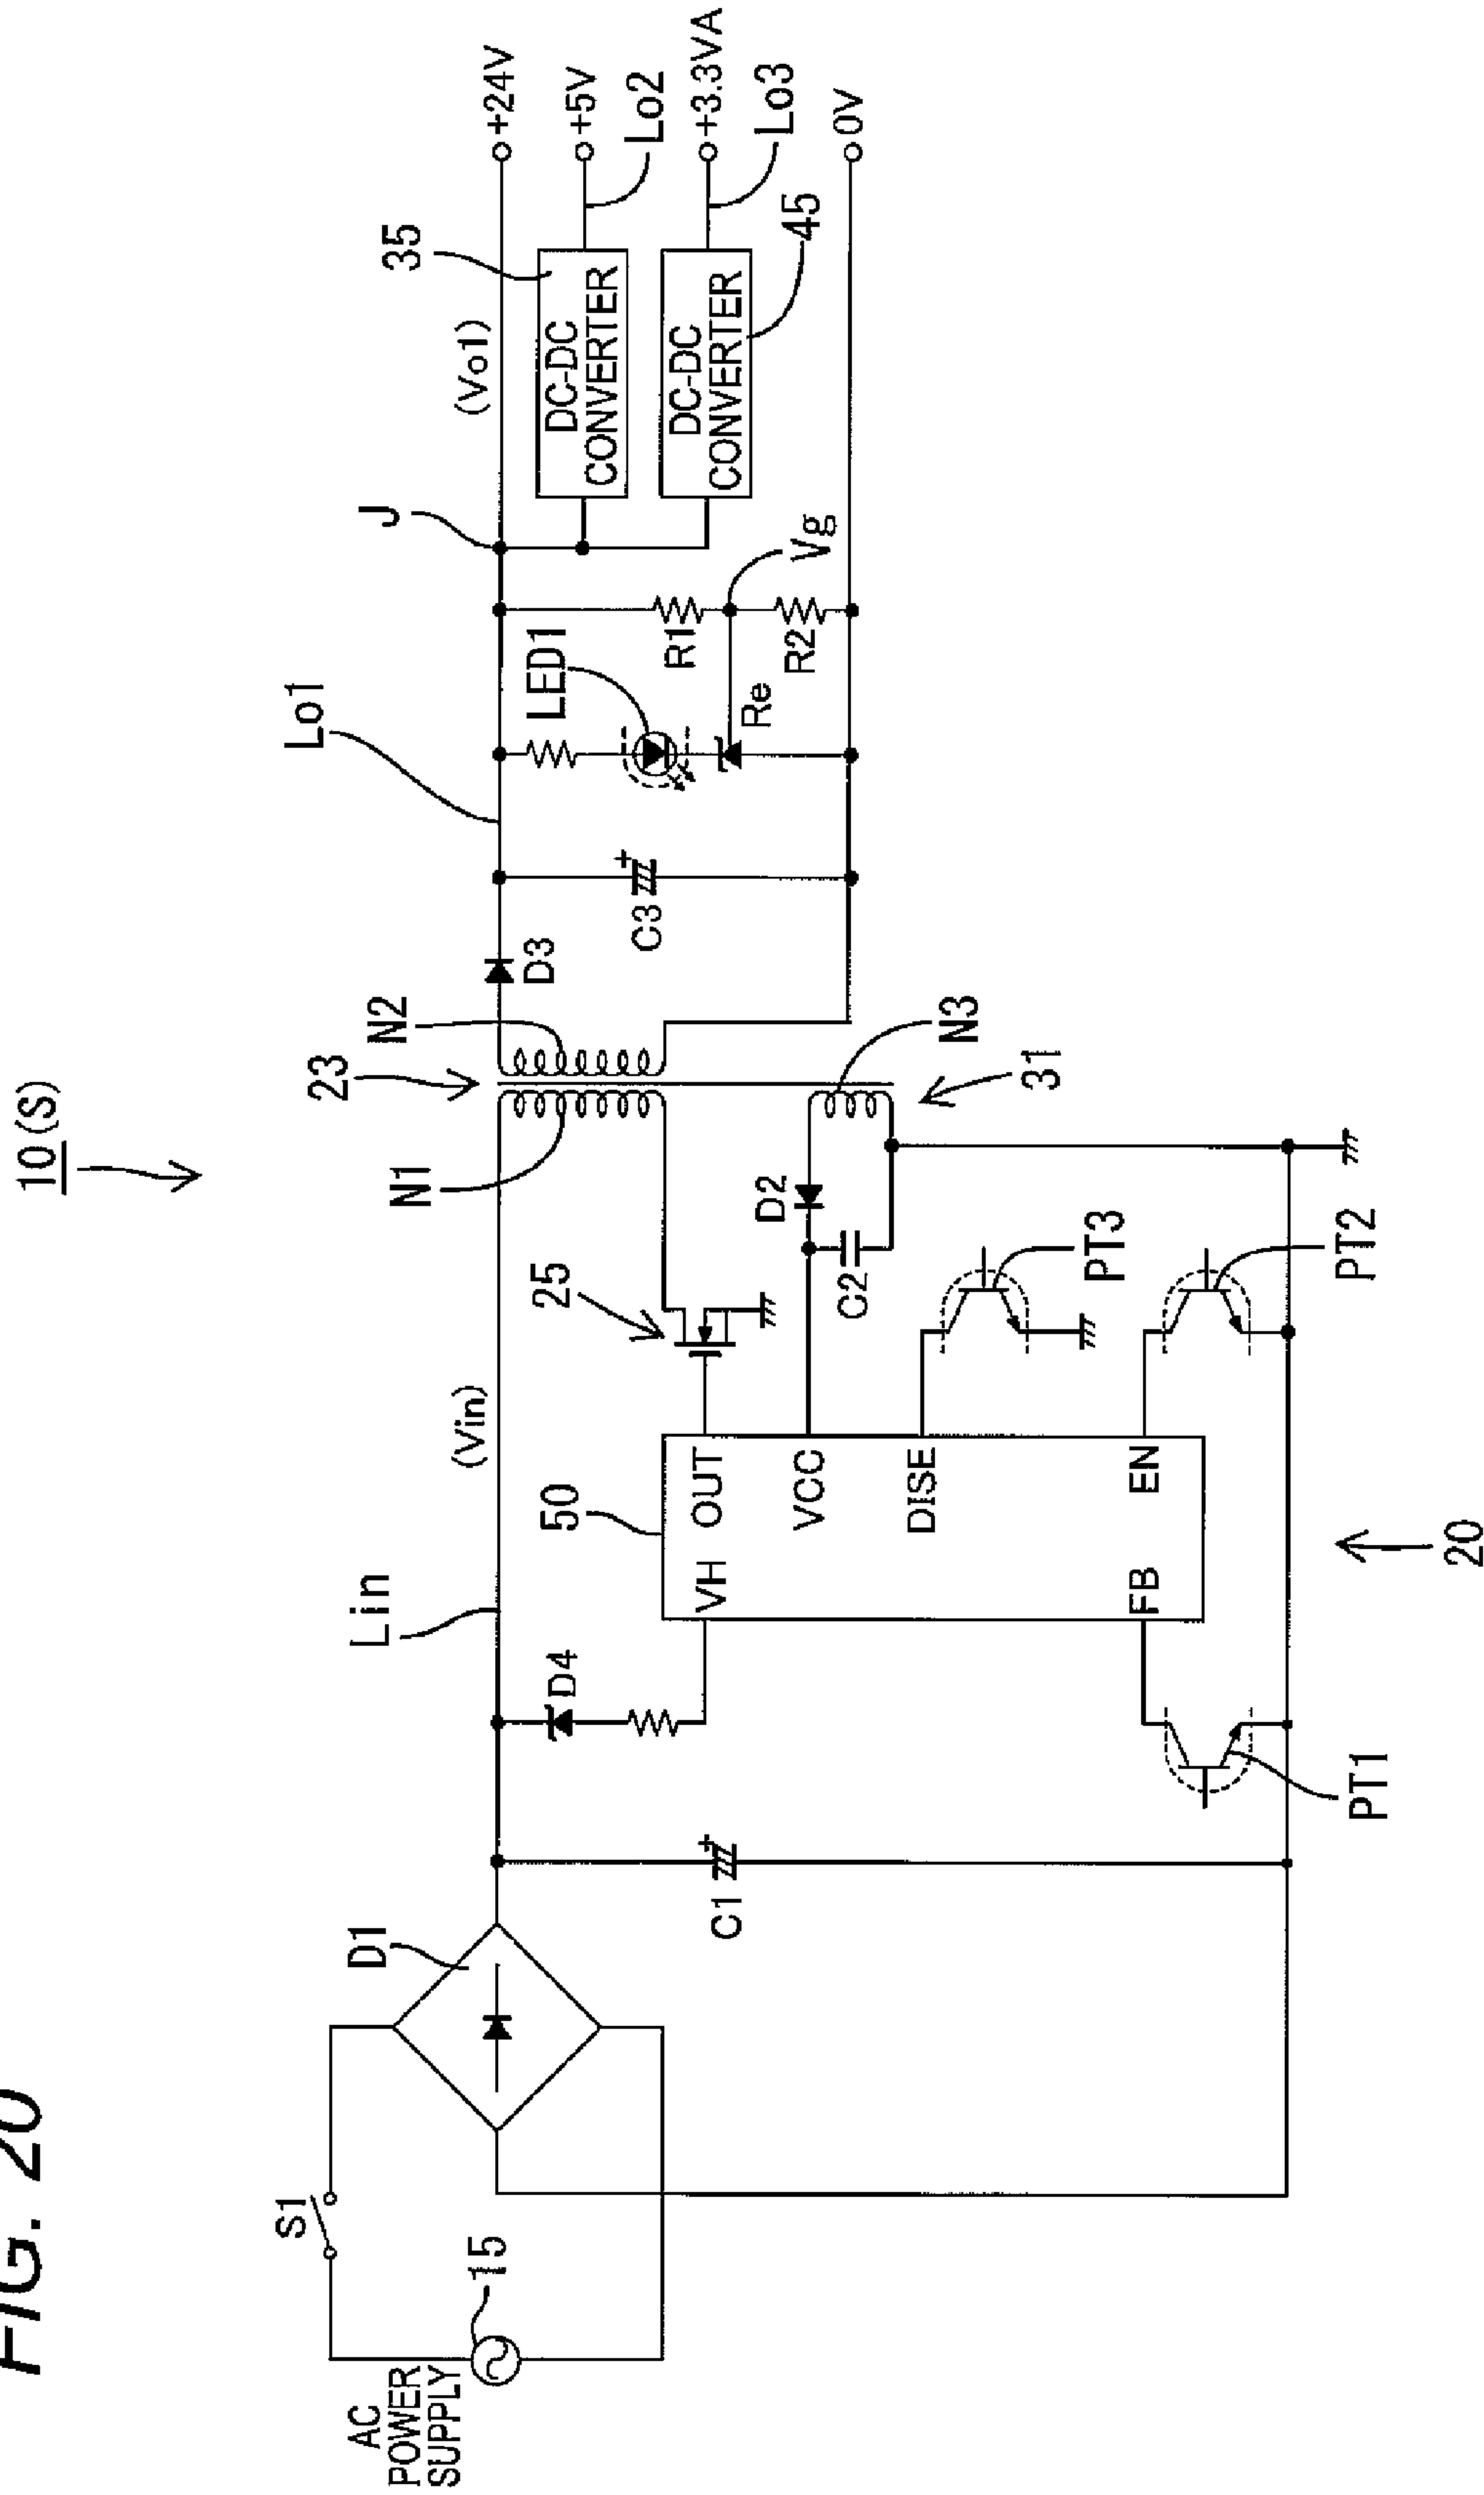 FIG. 20
10(S)
AC
POWER
SUPPLY
15
S1
D1
C1
Lin
(Vin)
D4
50
VH
OUT
VCC
DISE
EN
FB
PT1
20
25
N1
23
N2
D3
Lo1
LED1
J
(Vo1)
35
+24V
DC-DC
CONVERTER
+5V
Lo2
DC-DC
CONVERTER
+3.3VA
Lo3
45
0V
C3
R1
R2
Re
Vg
D2
C2
N3
31
PT3
PT2